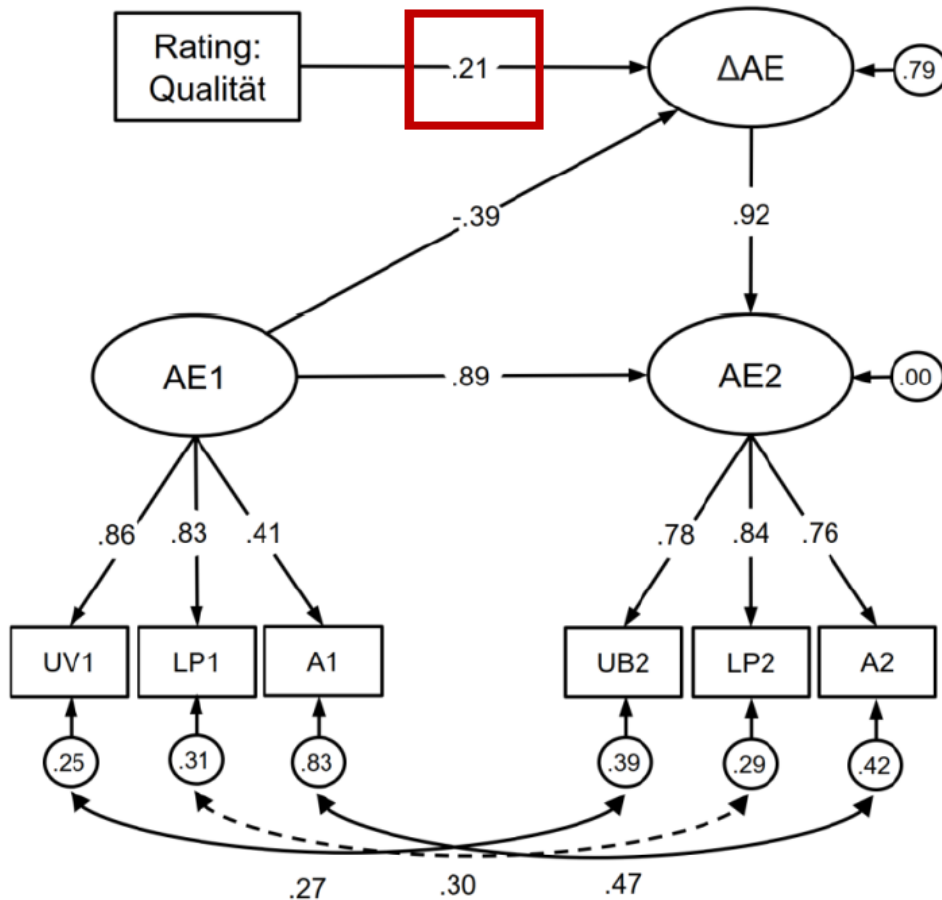 Rating:
Qualität
.21
ΔAE
.79
-.39
.92
AE1
.89
AE2
.00
.86
.83
.41
.78
.84
.76
UV1
LP1
A1
UB2
LP2
A2
.25
.31
.83
.39
.29
.42
.27
.30
.47